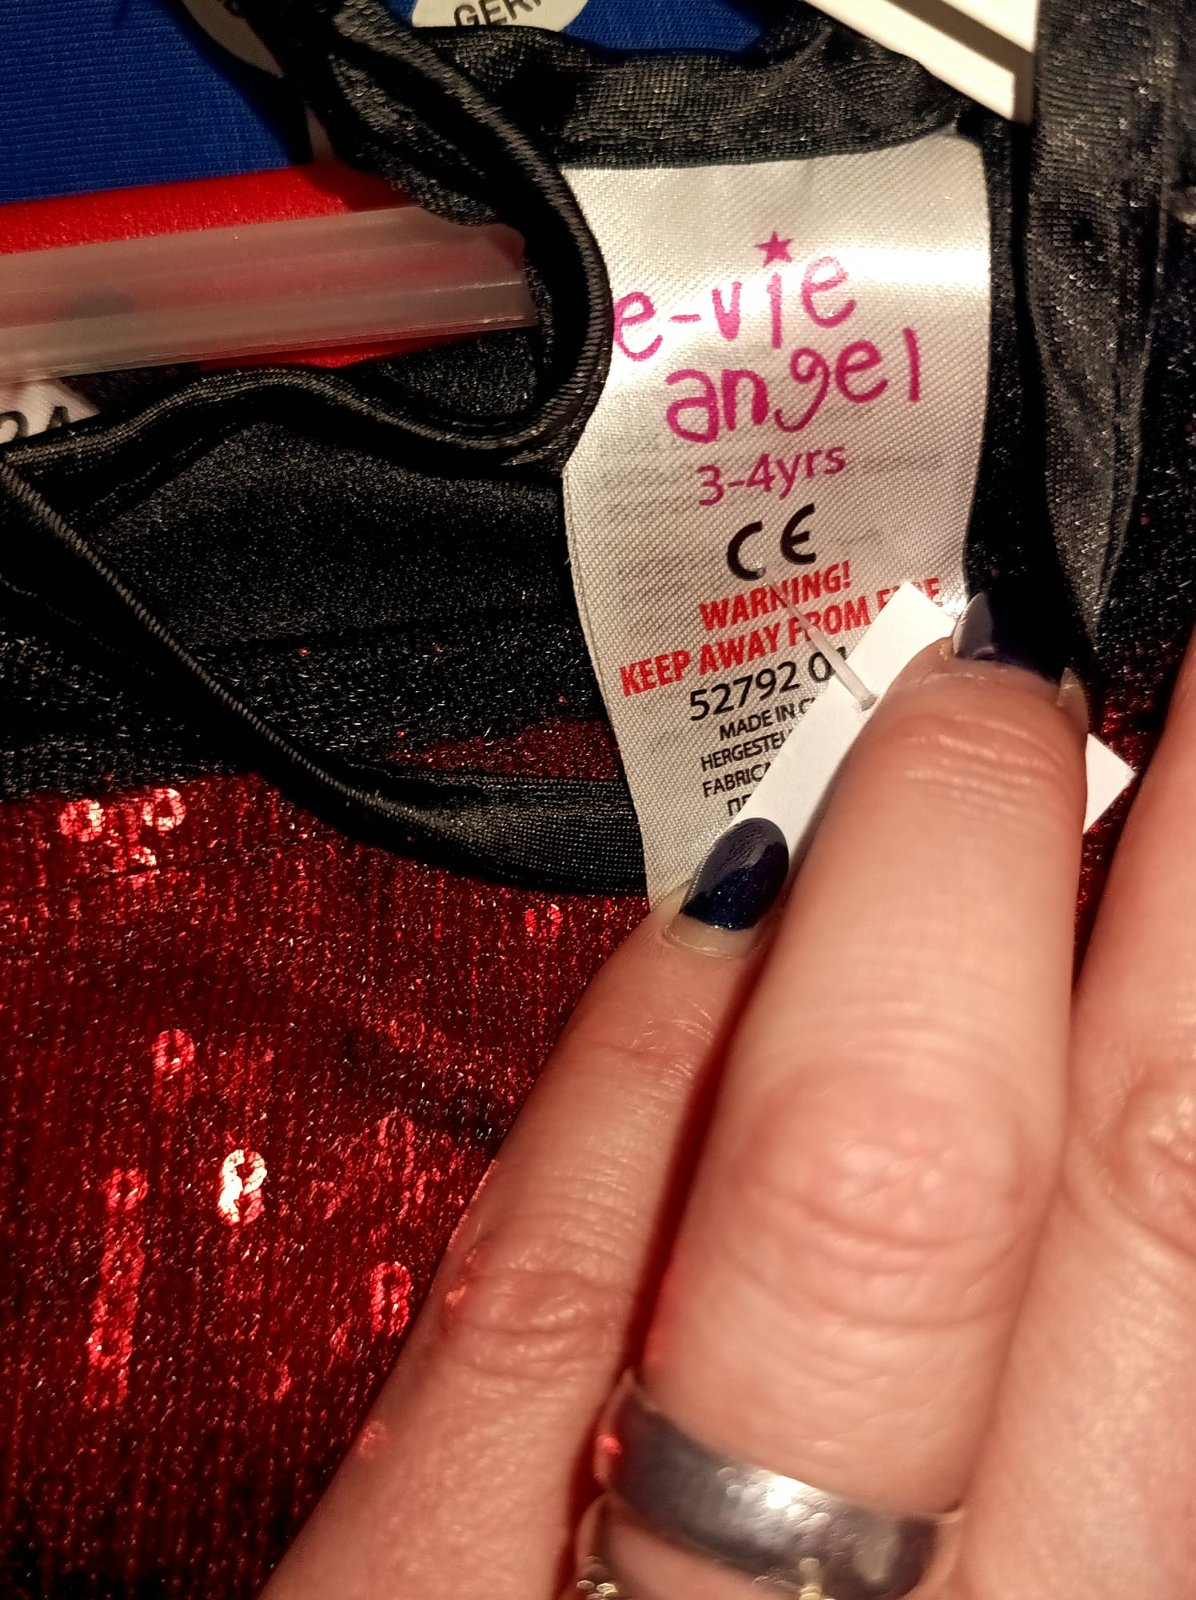 e-vie
angel
3-4yrs
CE
WARNING!
KEEP AWAY FROM
52792
MADE IN